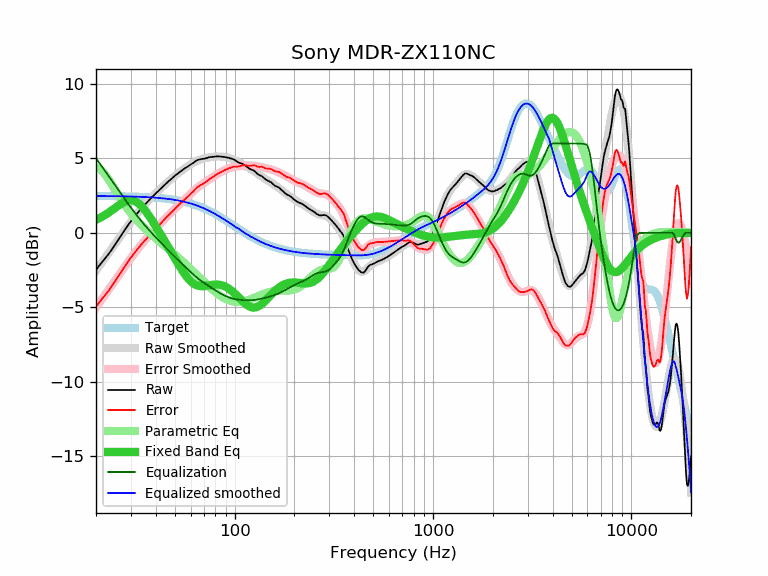 Sony MDR-ZX110NC
Amplitude (dBr)
10
5
0
−5
−10
−15
Target
Raw Smoothed
Error Smoothed
Raw
Error
Parametric Eq
Fixed Band Eq
Equalization
Equalized smoothed
100
1000
10000
Frequency (Hz)